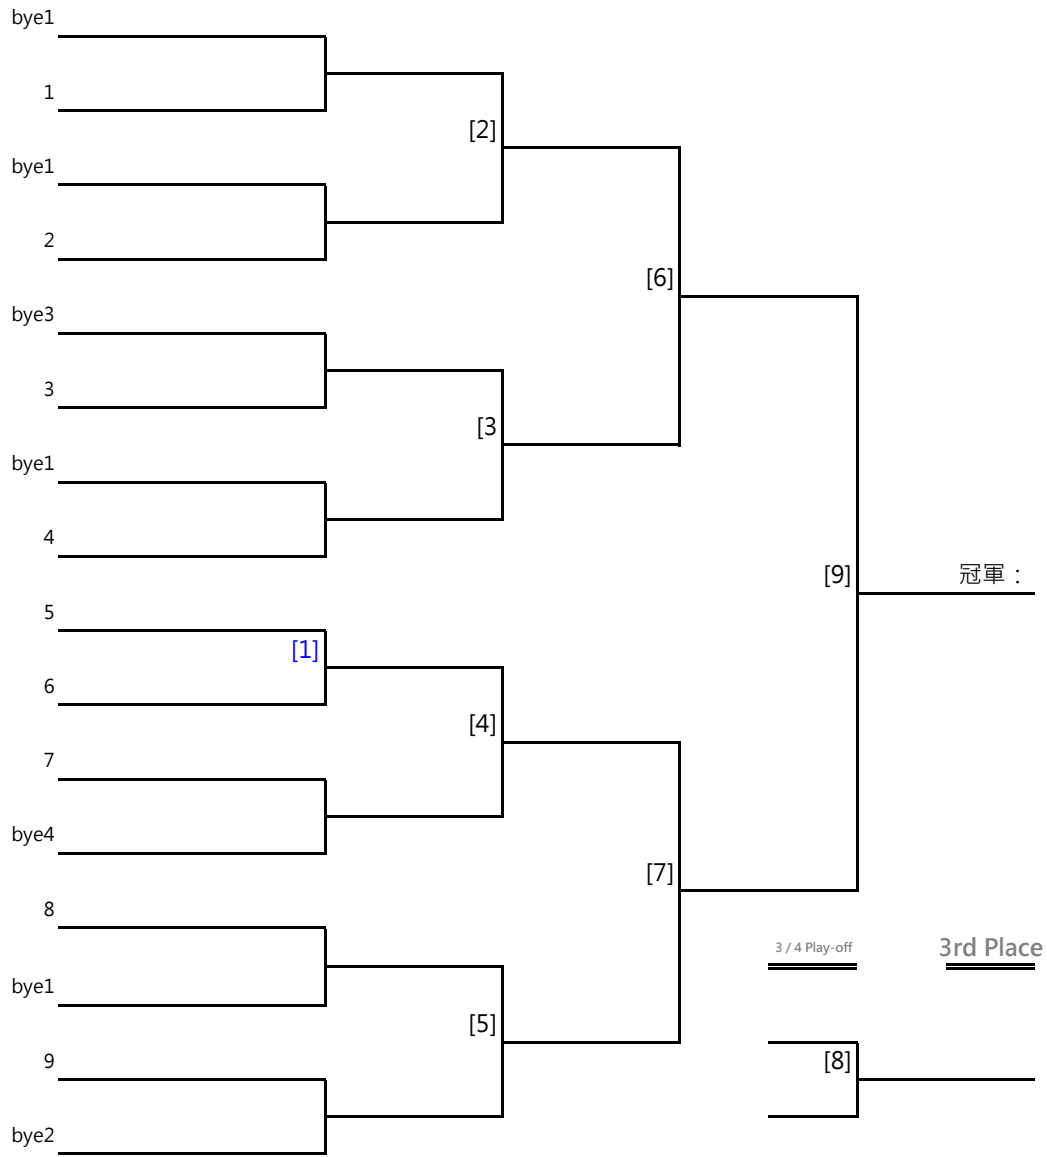 bye1
1
[2]
bye1
2
[6]
bye3
3
[3
bye1
4
[9]
冠軍：
5
[1]
6
[4]
7
bye4
[7]
8
3 / 4 Play-off
3rd Place
bye1
[5]
9
[8]
bye2